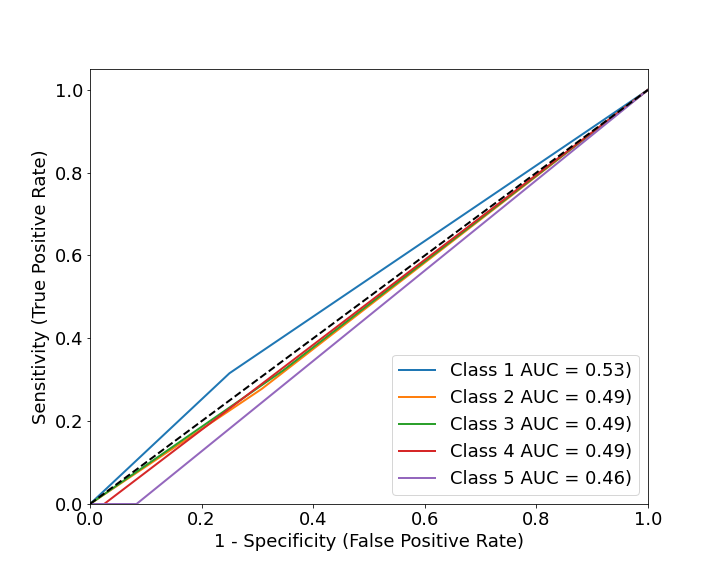 1.0
0.8
0.6
0.4
0.2
0.0
Sensitivity (True Positive Rate)
Class 1 AUC = 0.53)
Class 2 AUC = 0.49)
Class 3 AUC = 0.49)
Class 4 AUC = 0.49)
Class 5 AUC = 0.46)
0.0 0.2 0.4 0.6 0.8 1.0
1 - Specificity (False Positive Rate)